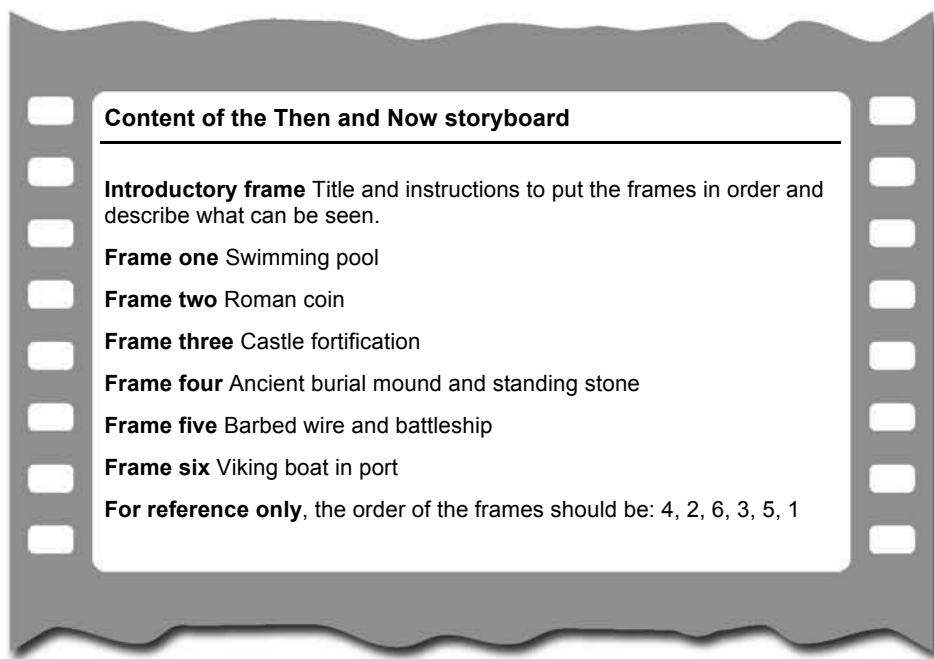 Content of the Then and Now storyboard
Introductory frame Title and instructions to put the frames in order and
describe what can be seen.
Frame one Swimming pool
Frame two Roman coin
Frame three Castle fortification
Frame four Ancient burial mound and standing stone
Frame five Barbed wire and battleship
Frame six Viking boat in port
For reference only, the order of the frames should be: 4, 2, 6, 3, 5, 1